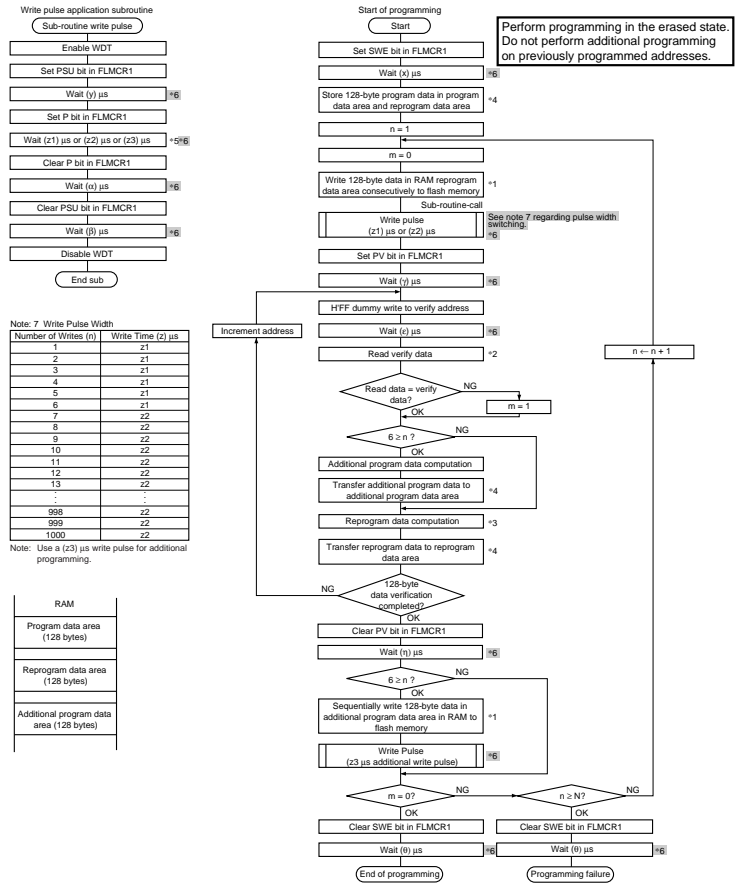 Write pulse application subroutine
Sub-routine write pulse
Enable WDT
Set PSU bit in FLMCR1
Wait (y) μs
*6
Set P bit in FLMCR1
Wait (z1) μs or (z2) μs or (z3) μs
*5*6
Clear P bit in FLMCR1
Wait (α) μs
*6
Clear PSU bit in FLMCR1
Wait (β) μs
*6
Disable WDT
End sub
Note: 7 Write Pulse Width
Number of Writes (n) Write Time (z) μs
1 z1
2 z1
3 z1
4 z1
5 z1
6 z1
7 z2
8 z2
9 z2
10 z2
11 z2
12 z2
13 z2
⋮ ⋮
998 z2
999 z2
1000 z2
Note: Use a (z3) μs write pulse for additional
programming.
RAM
Program data area
(128 bytes)
Reprogram data area
(128 bytes)
Additional program data
area (128 bytes)
Start of programming
Start
Perform programming in the erased state.
Do not perform additional programming
on previously programmed addresses.
Set SWE bit in FLMCR1
Wait (x) μs
*6
Store 128-byte program data in program
data area and reprogram data area
*4
n = 1
m = 0
Write 128-byte data in RAM reprogram
data area consecutively to flash memory
*1
Sub-routine-call
Write pulse
(z1) μs or (z2) μs
See note 7 regarding pulse width
switching.
*6
Set PV bit in FLMCR1
Wait (γ) μs
*6
H'FF dummy write to verify address
Increment address
Wait (ε) μs
*6
Read verify data
*2
n ← n + 1
Read data = verify
data?
NG
m = 1
OK
6 ≥ n ?
NG
OK
Additional program data computation
Transfer additional program data to
additional program data area
*4
Reprogram data computation
*3
Transfer reprogram data to reprogram
data area
*4
128-byte
data verification
completed?
NG
OK
Clear PV bit in FLMCR1
Wait (η) μs
*6
6 ≥ n ?
NG
OK
Sequentially write 128-byte data in
additional program data area in RAM to
flash memory
*1
Write Pulse
(z3 μs additional write pulse)
*6
m = 0?
NG
n ≥ N?
NG
OK
OK
Clear SWE bit in FLMCR1
Clear SWE bit in FLMCR1
Wait (θ) μs
*6
Wait (θ) μs
*6
End of programming
Programming failure